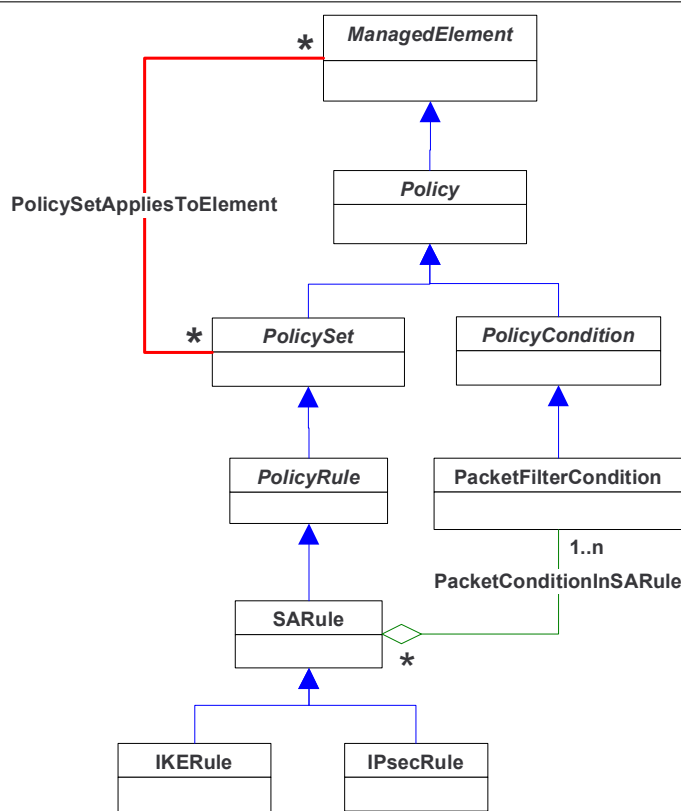 * ManagedElement
Policy
PolicySetAppliesToElement
* PolicySet PolicyCondition
PolicyRule PacketFilterCondition
1..n
PacketConditionInSARule
SARule
*
IKERule IPsecRule